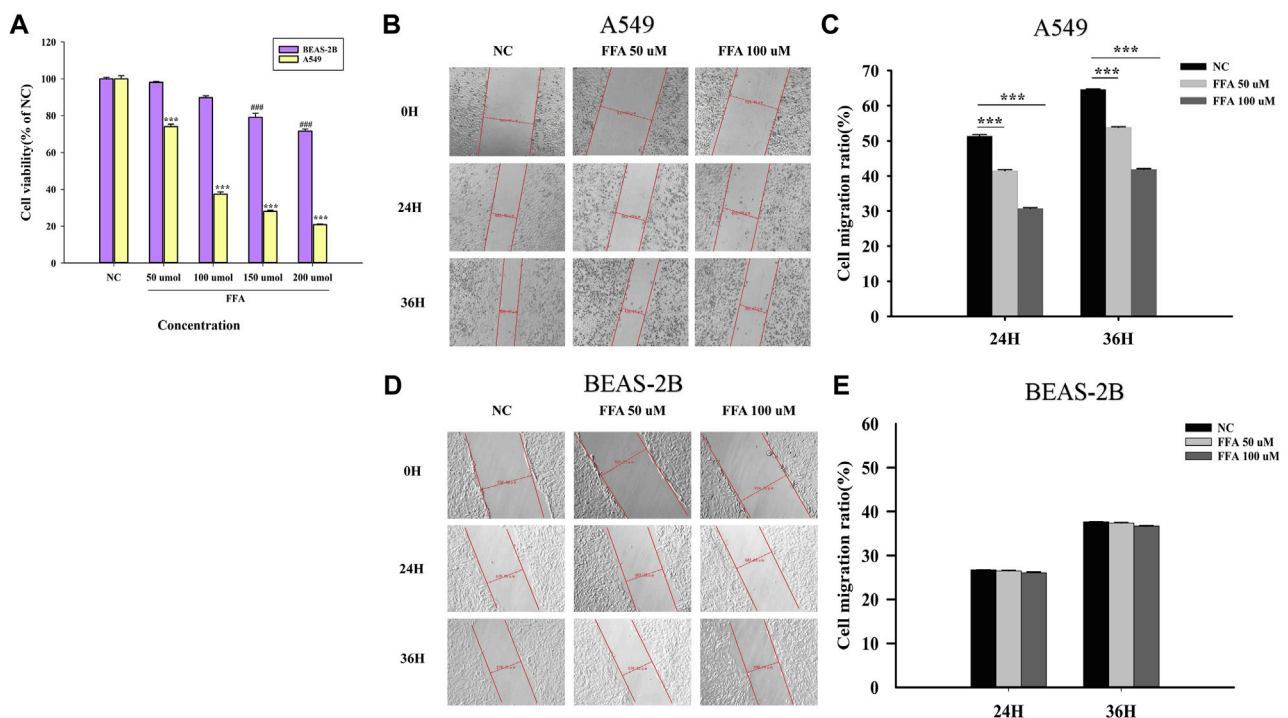 A
Cell viability(% of NC)
120
100
80
60
40
20
0
BEAS-2B
A549
***
***
###
***
###
***
NC
50 umol
100 umol
150 umol
200 umol
FFA
Concentration
B
A549
NC
FFA 50 uM
FFA 100 uM
0H
24H
36H
C
A549
Cell migration ratio(%)
70
60
50
40
30
20
10
0
NC
FFA 50 uM
FFA 100 uM
***
***
***
***
24H
36H
D
BEAS-2B
NC
FFA 50 uM
FFA 100 uM
0H
24H
36H
E
BEAS-2B
Cell migration ratio(%)
60
50
40
30
20
10
0
NC
FFA 50 uM
FFA 100 uM
24H
36H